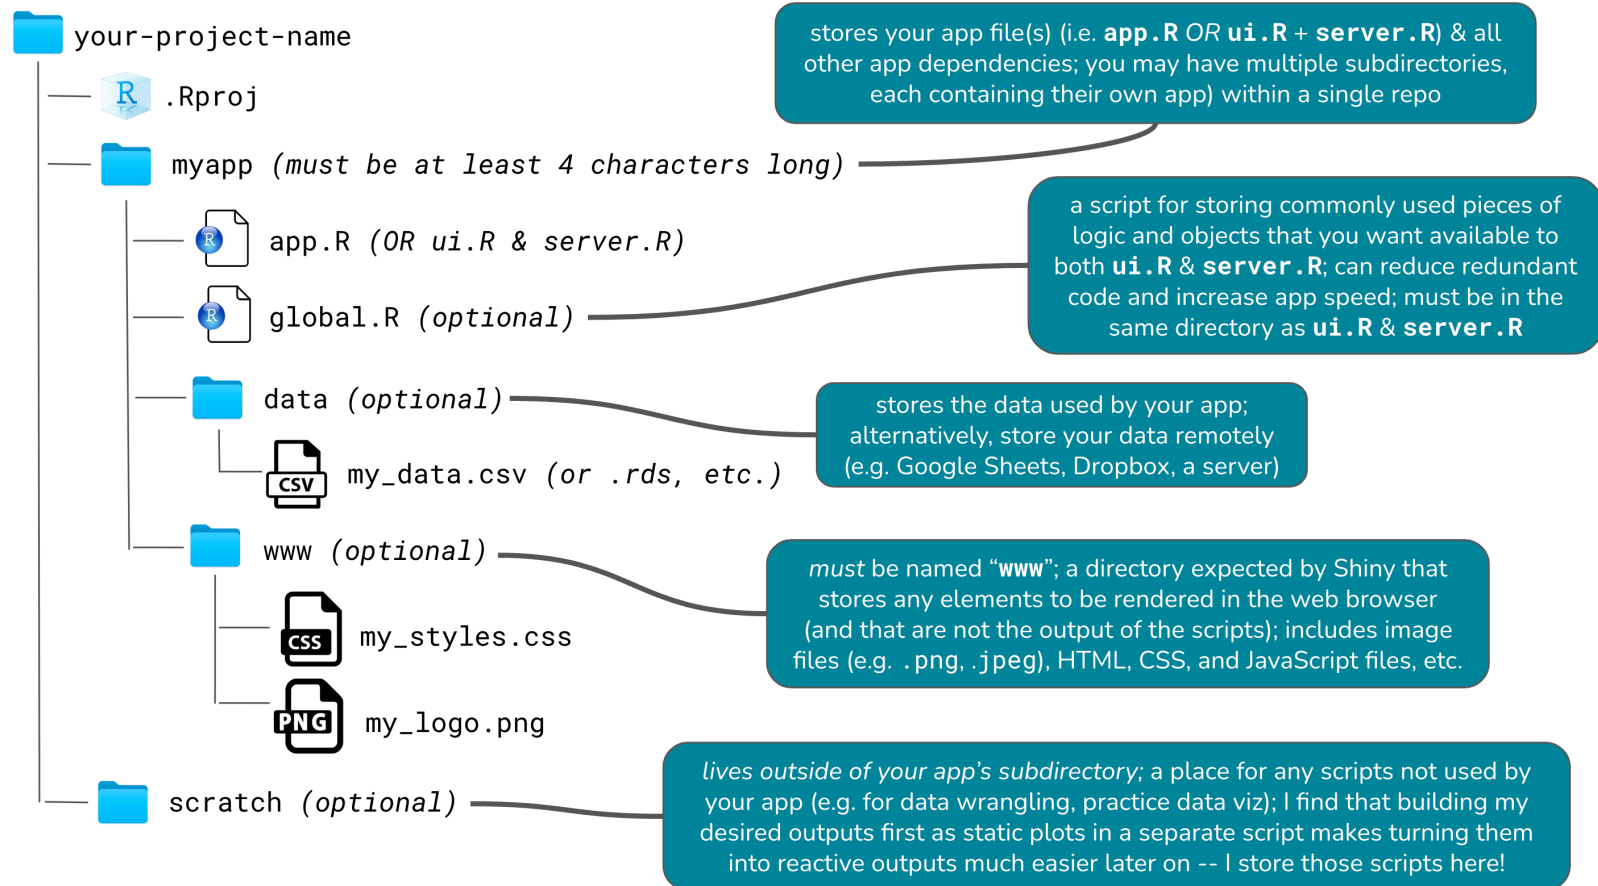 your-project-name
.Rproj
myapp (must be at least 4 characters long)
stores your app file(s) (i.e. app.R OR ui.R + server.R) & all
other app dependencies; you may have multiple subdirectories,
each containing their own app) within a single repo
R
app.R (OR ui.R & server.R)
R
global.R (optional)
a script for storing commonly used pieces of
logic and objects that you want available to
both ui.R & server.R; can reduce redundant
code and increase app speed; must be in the
same directory as ui.R & server.R
R
data (optional)
stores the data used by your app;
alternatively, store your data remotely
(e.g. Google Sheets, Dropbox, a server)
CSV
my_data.csv (or .rds, etc.)
www (optional)
must be named “www”; a directory expected by Shiny that
stores any elements to be rendered in the web browser
(and that are not the output of the scripts); includes image
files (e.g. .png, .jpeg), HTML, CSS, and JavaScript files, etc.
CSS
my_styles.css
PNG
my_logo.png
scratch (optional)
lives outside of your app’s subdirectory; a place for any scripts not used by
your app (e.g. for data wrangling, practice data viz); I find that building my
desired outputs first as static plots in a separate script makes turning them
into reactive outputs much easier later on -- I store those scripts here!